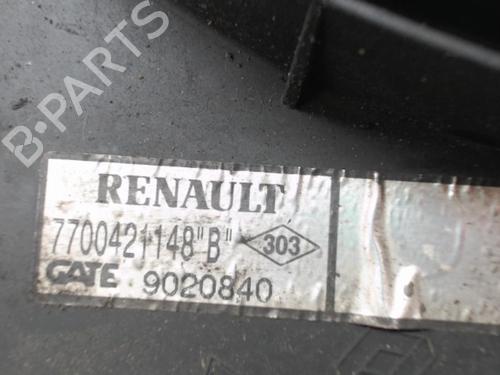 B-PARTS
RENAULT
7700421148"B" 303
GATE 9020840